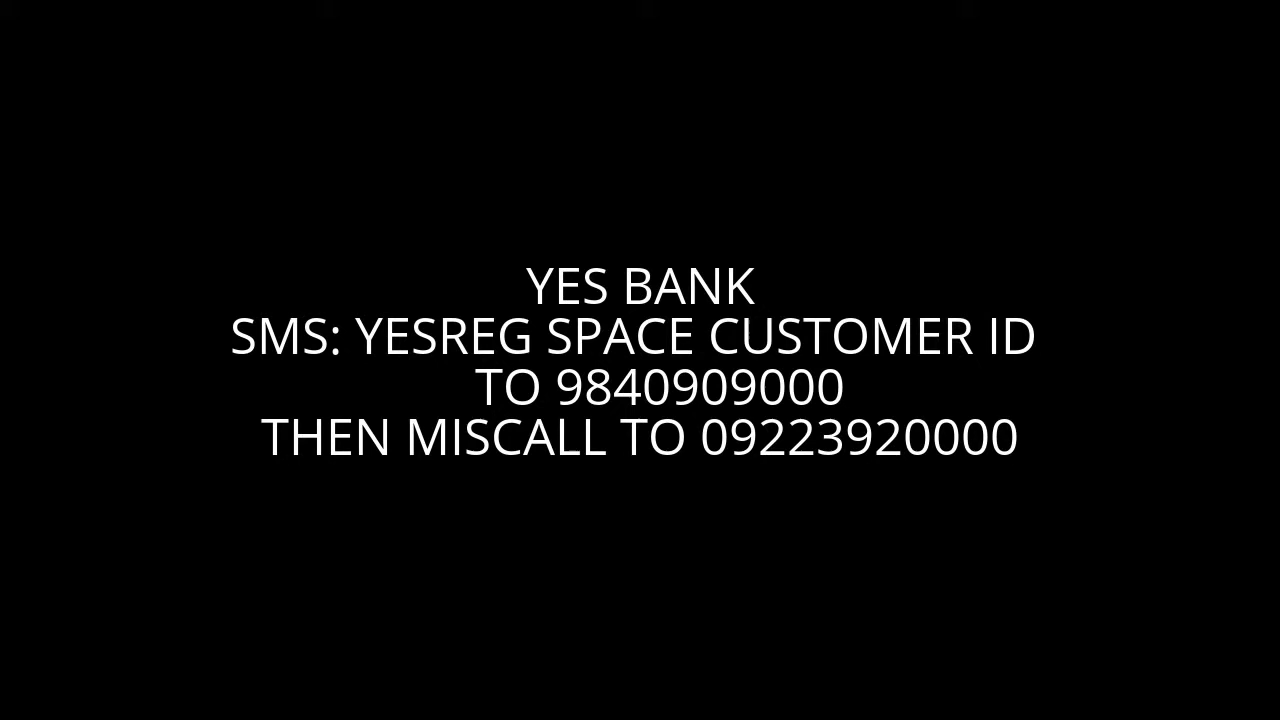 YES BANK
SMS: YESREG SPACE CUSTOMER ID
TO 9840909000
THEN MISCALL TO 09223920000